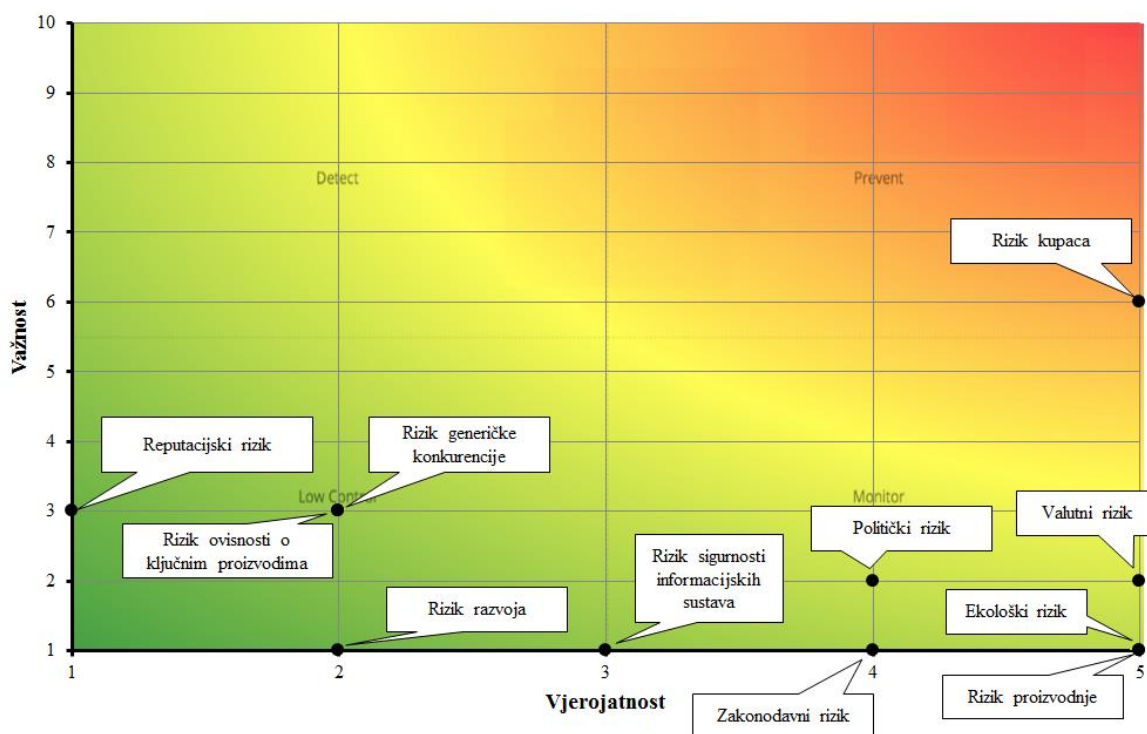 10
9
8
Detect
Prevent
7
Rizik kupaca
6
Važnost
5
4
Reputacijski rizik
Rizik generičke
konkurencije
Low Control
Monitor
3
Rizik ovisnosti o
ključnim proizvodima
Politički rizik
Valutni rizik
Rizik sigurnosti
informacijskih
sustava
2
Rizik razvoja
Ekološki rizik
1
1
2
3
4
5
Vjerojatnost
Zakonodavni rizik
Rizik proizvodnje